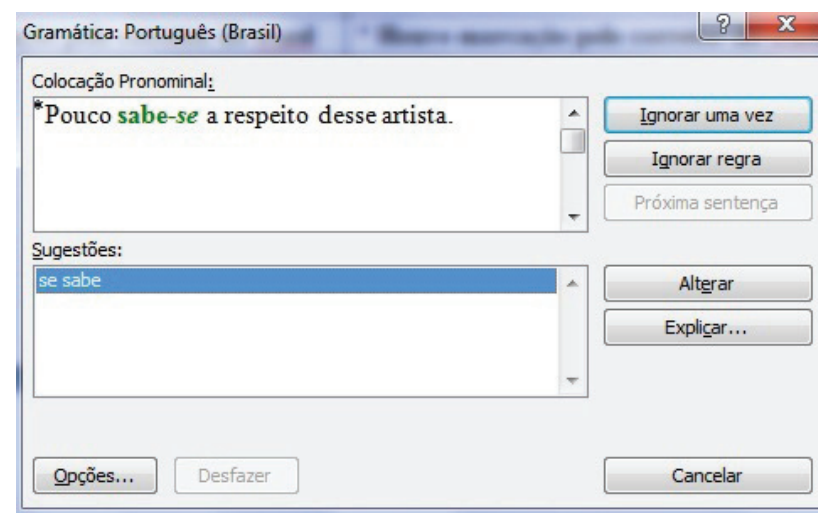 Gramática: Português (Brasil)
Colocação Pronominal:
*Pouco sabe-se a respeito desse artista.
Ignorar uma vez
Ignorar regra
Próxima sentença
Sugestões:
se sabe
Alterar
Explicar...
Opções...
Desfazer
Cancelar